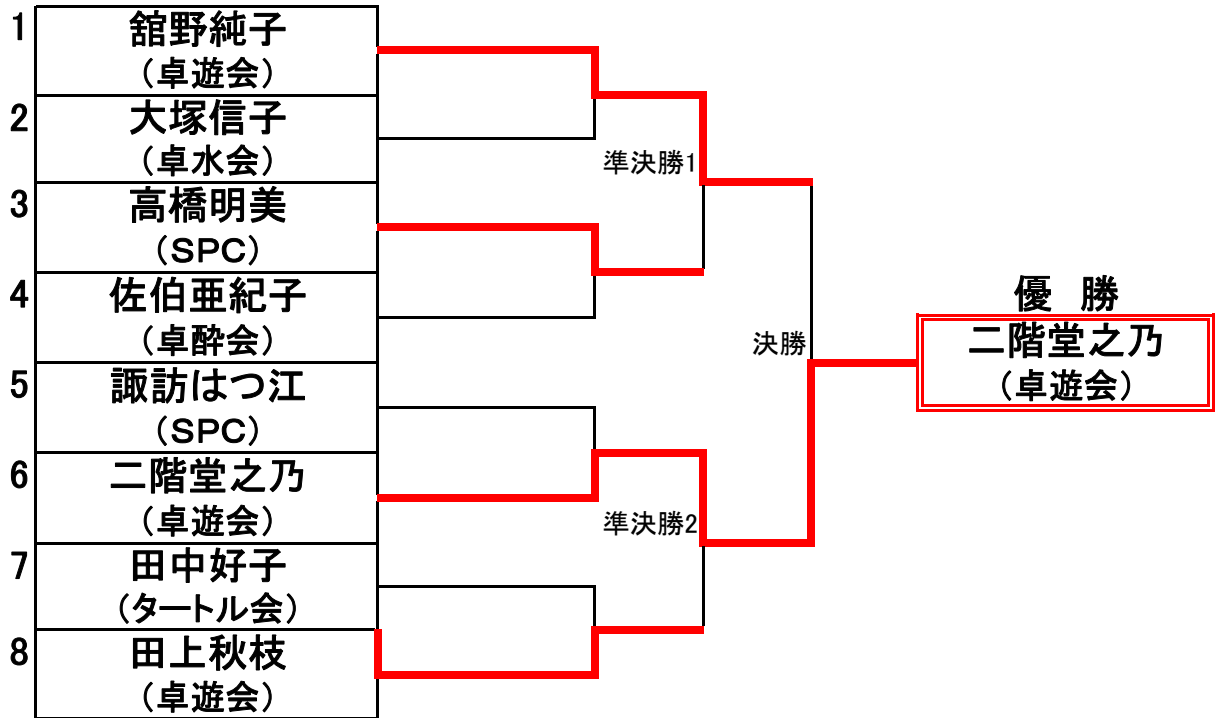 1
舘野純子
（卓遊会）
2
大塚信子
（卓水会）
準決勝1
3
高橋明美
（SPC）
4
佐伯亜紀子
（卓酔会）
優 勝
二階堂之乃
（卓遊会）
決勝
5
諏訪はつ江
（SPC）
6
二階堂之乃
（卓遊会）
準決勝2
7
田中好子
（タートル会）
8
田上秋枝
（卓遊会）